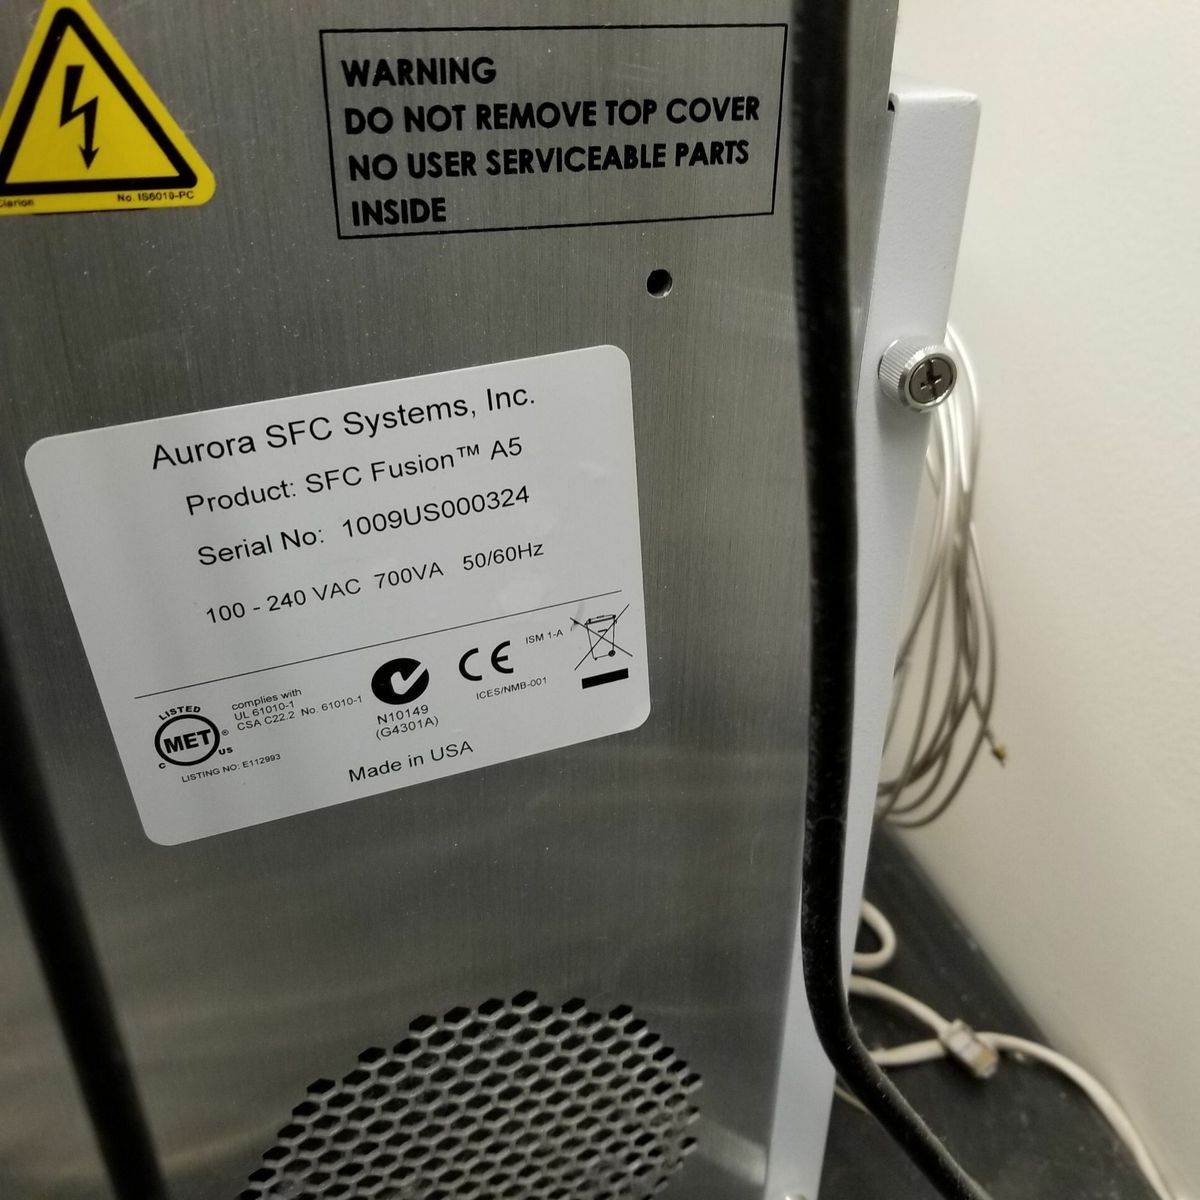 Clarion
No. IS6019-PC
WARNING
DO NOT REMOVE TOP COVER
NO USER SERVICEABLE PARTS
INSIDE
Aurora SFC Systems, Inc.
Product: SFC Fusion™ A5
Serial No: 1009US000324
100 - 240 VAC 700VA 50/60Hz
LISTED
MET®
C US
complies with
UL 61010-1
CSA C22.2 No. 61010-1
LISTING NO: E112993
N10149
(G4301A)
CE
ISM 1-A
ICES/NMB-001
Made in USA